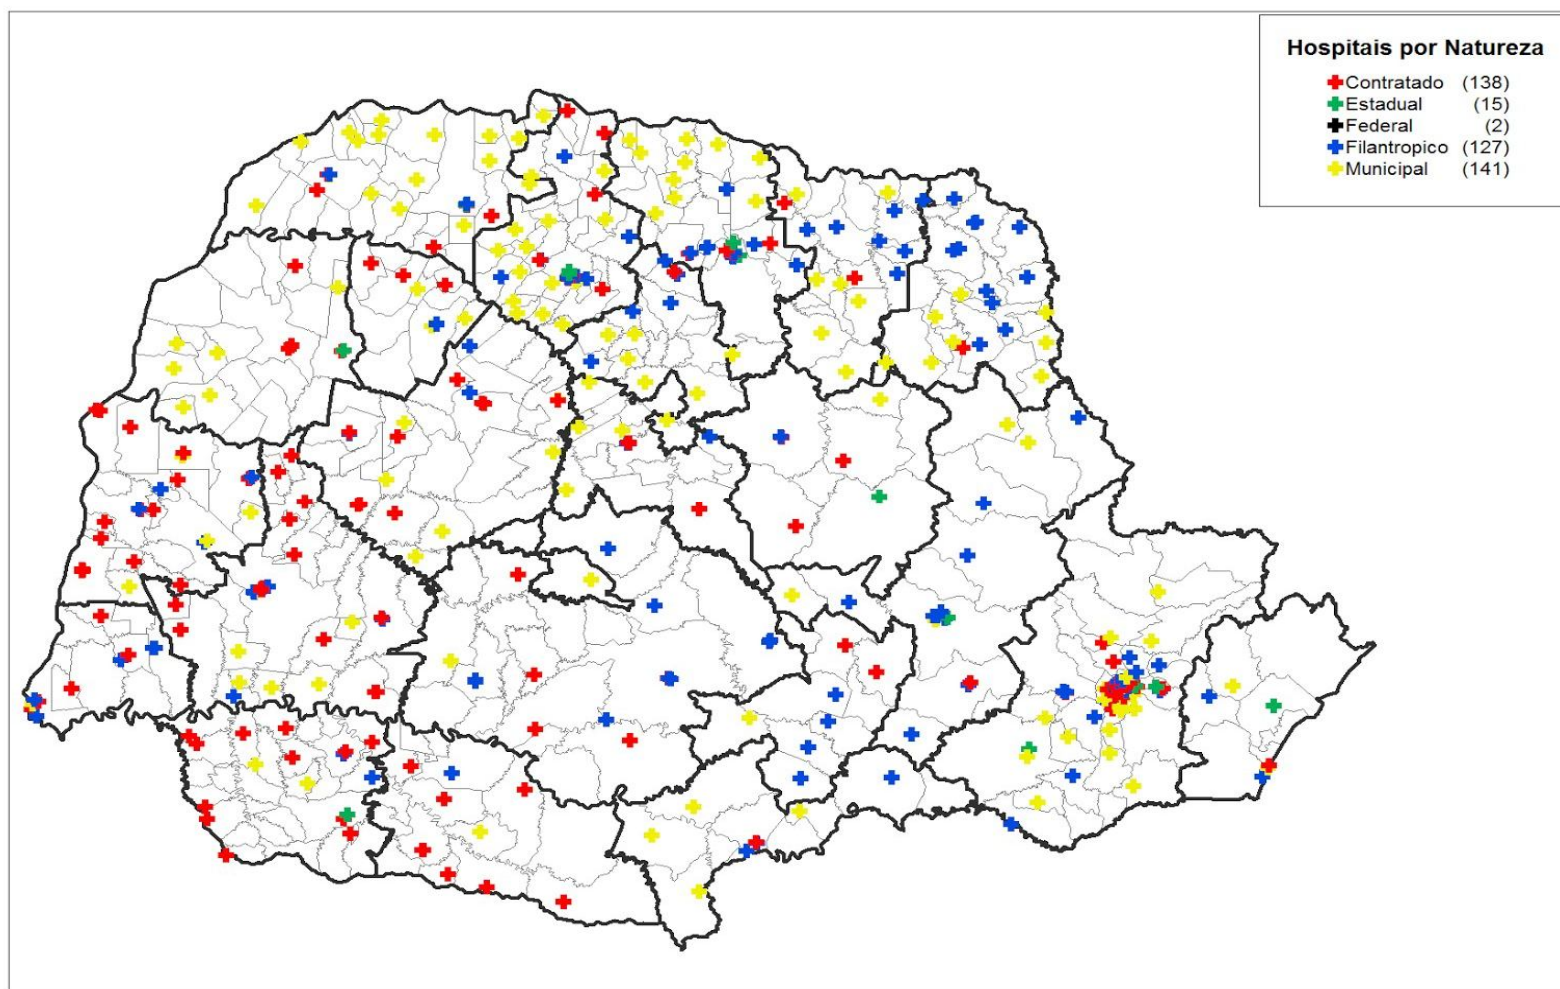 Hospitais por Natureza
Contratado (138)
Estadual (15)
Federal (2)
Filantropico (127)
Municipal (141)